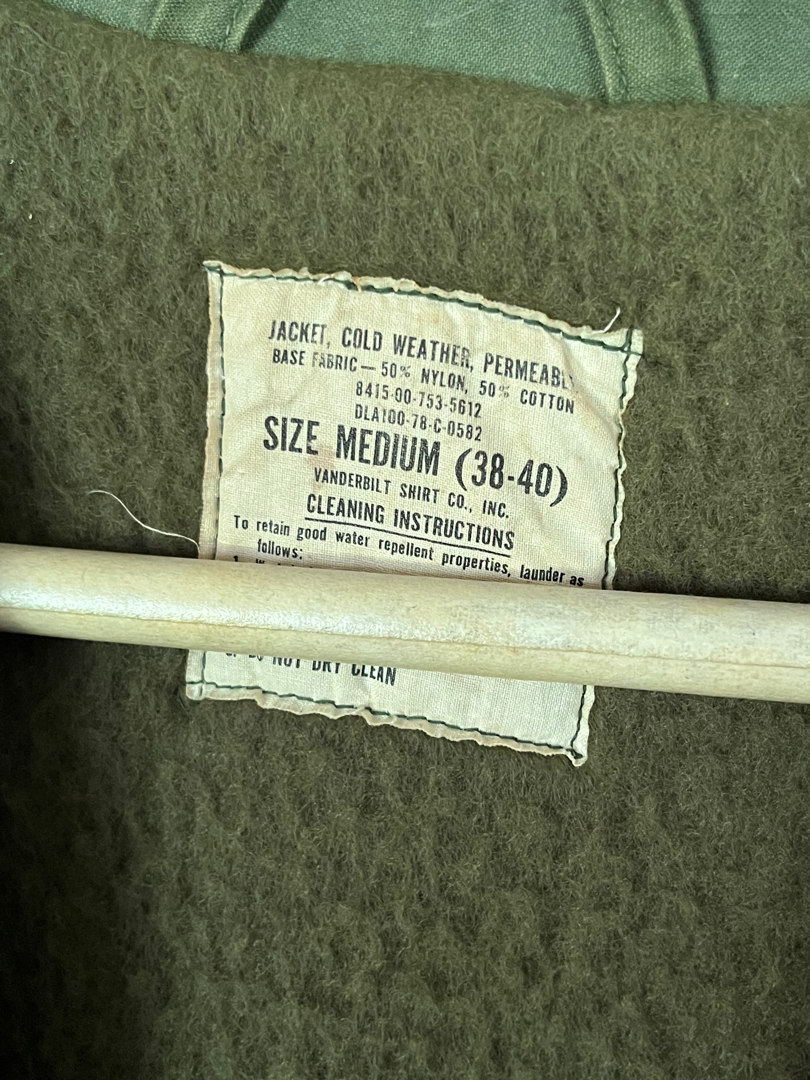 JACKET, COLD WEATHER, PERMEABL
BASE FABRIC — 50% NYLON, 50% COTTON
8415-00-753-5612
DLA100-78-C-0582
SIZE MEDIUM (38-40)
VANDERBILT SHIRT CO., INC.
CLEANING INSTRUCTIONS
To retain good water repellent properties, launder as
follows:
1.
NOT DRY CLEAN